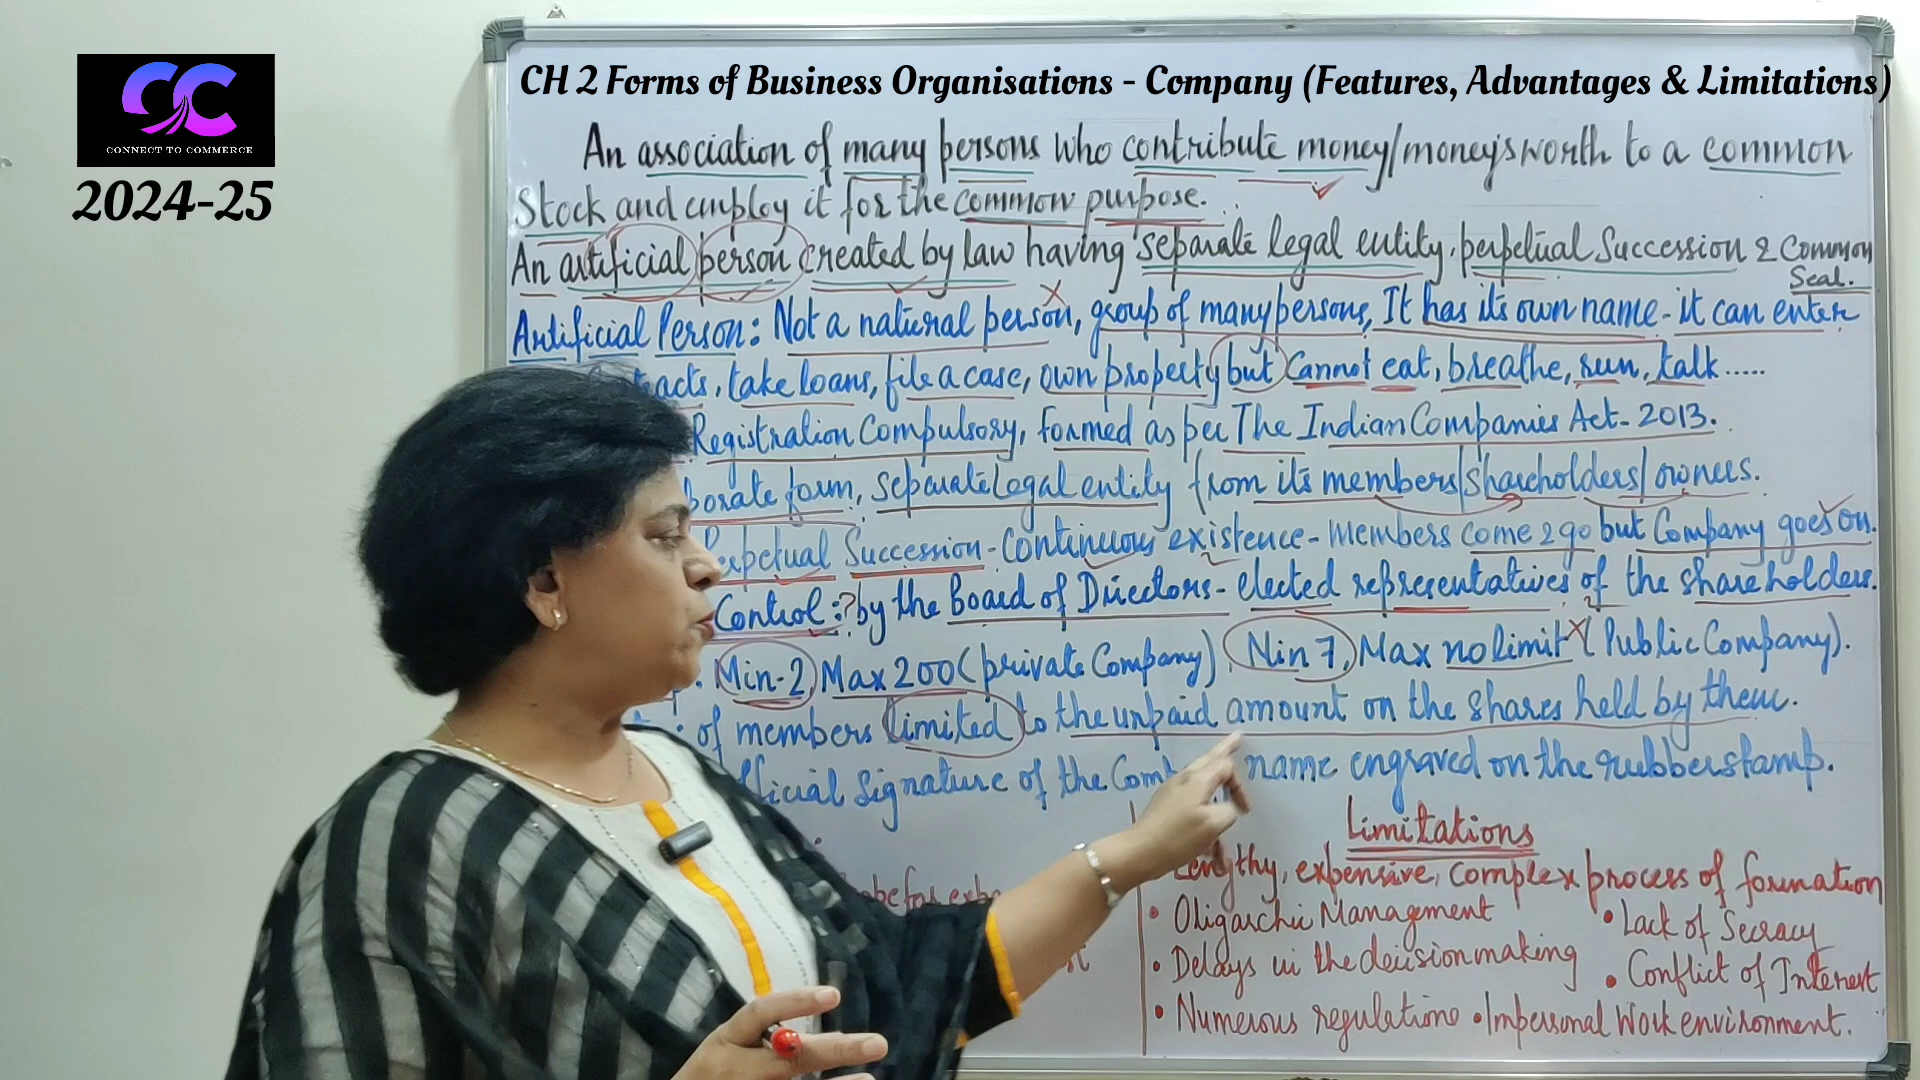 CONNECT TO COMMERCE
2024-25
CH 2 Forms of Business Organisations - Company (Features, Advantages & Limitations)
An association of many persons who contribute money/money's worth to a common
Stock and employ it for the common purpose.
An artificial person created by law having separate legal entity, perpetual Succession & Common
Seal.
Artificial Person: Not a natural person, group of many persons, It has its own name - it can enter
tracts, take loans, file a case, own property but Cannot eat, breathe, run, talk.....
Registration Compulsory, formed as per The Indian Companies Act-2013.
porate form, Separate Legal entity from its members/shareholders/owners.
Perpetual Succession - Continuous existence - members come & go but Company goes on.
Control:? by the Board of Directors - elected representatives of the shareholders.
: Min-2, Max 200 (private Company), Min 7, Max no limit (Public Company).
: of members limited to the unpaid amount on the shares held by them.
fficial Signature of the Com name engraved on the rubber stamp.
Limitations
Lengthy, expensive, complex process of formation
• Oligarchic Management • Lack of Secracy
• Delays in the decision making • Conflict of Interest
• Numerous regulations • Impersonal Work environment.